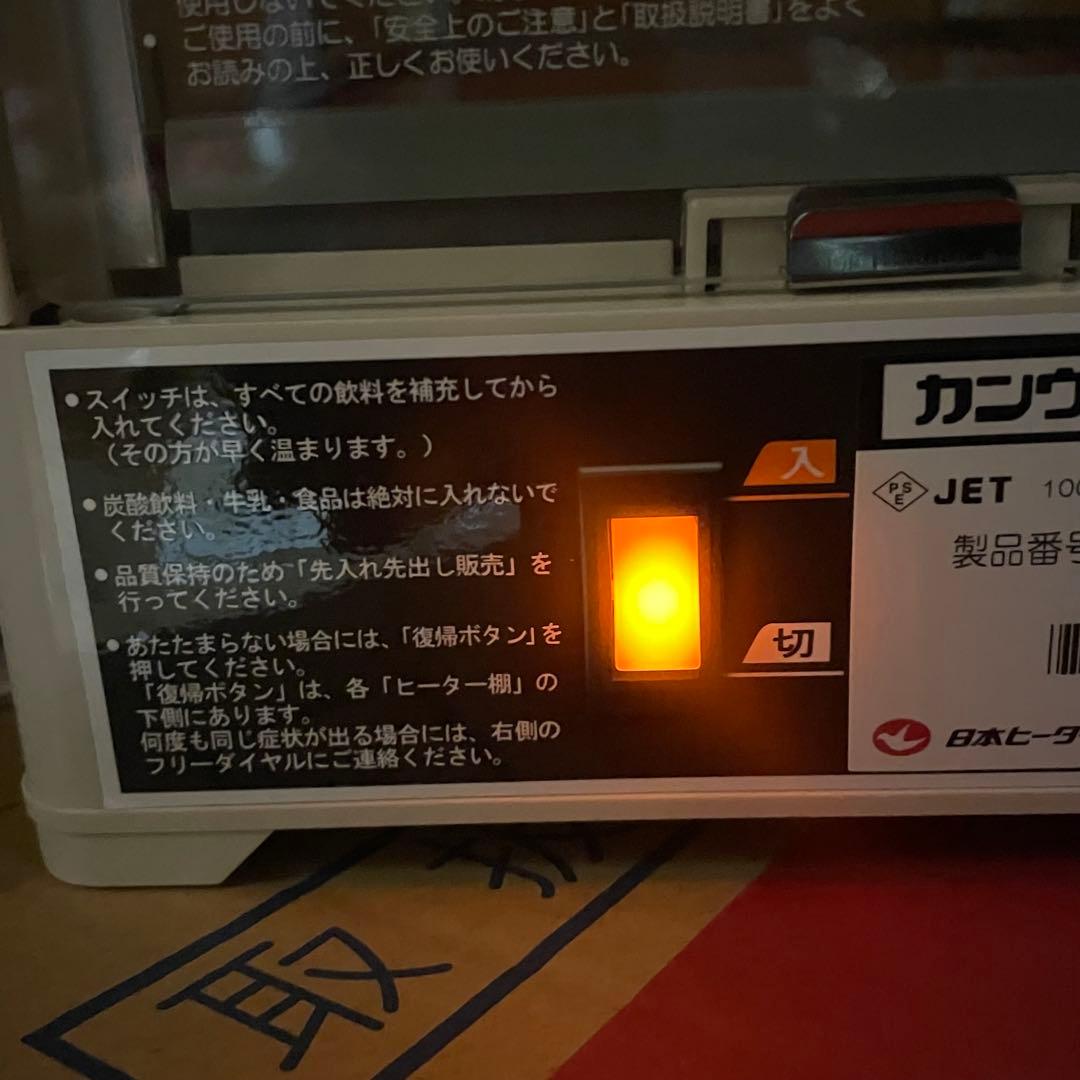 使用しないでください。
• ご使用の前に、「安全上のご注意」と「取扱説明書」をよく
お読みの上、正しくお使いください。
•スイッチは、すべての飲料を補充してから
入れてください。
（その方が早く温まります。）
•炭酸飲料・牛乳・食品は絶対に入れないで
ください。
•品質保持のため「先入れ先出し販売」を
行ってください。
•あたたまらない場合には、「復帰ボタン」を
押してください。
「復帰ボタン」は、各「ヒーター棚」の
下側にあります。
何度も同じ症状が出る場合には、右側の
フリーダイヤルにご連絡ください。
入
切
カンウ
PSE JET 100
製品番号
日本ヒータ
取